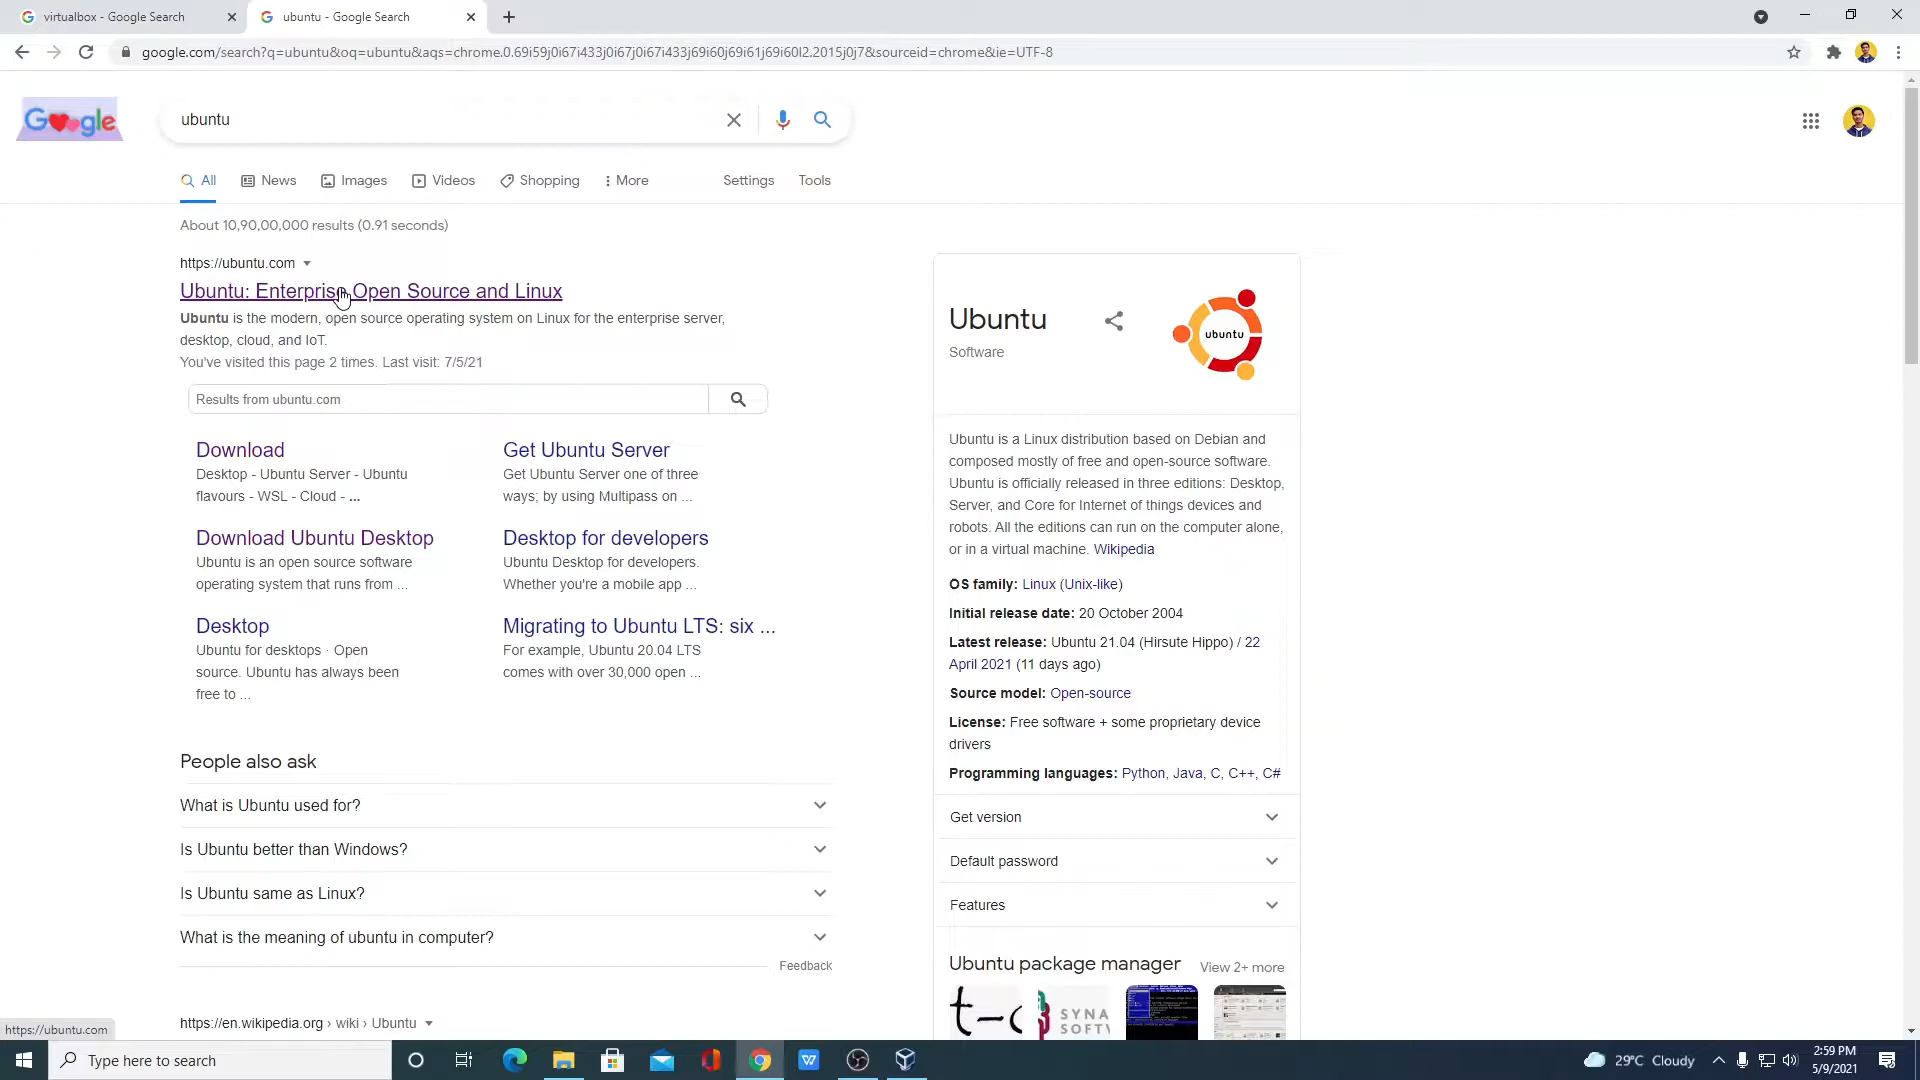 virtualbox - Google Search
ubuntu - Google Search
google.com/search?q=ubuntu&oq=ubuntu&aqs=chrome.0.69i59j0i67i433j0i67j0i67i433j69i60j69i61j69i60l2.2015j0j7&sourceid=chrome&ie=UTF-8
Google
ubuntu
All
News
Images
Videos
Shopping
More
Settings
Tools
About 10,90,00,000 results (0.91 seconds)
https://ubuntu.com
Ubuntu: Enterprise Open Source and Linux
Ubuntu is the modern, open source operating system on Linux for the enterprise server,
desktop, cloud, and IoT.
You've visited this page 2 times. Last visit: 7/5/21
Results from ubuntu.com
Download
Desktop - Ubuntu Server - Ubuntu
flavours - WSL - Cloud - ...
Get Ubuntu Server
Get Ubuntu Server one of three
ways; by using Multipass on ...
Download Ubuntu Desktop
Ubuntu is an open source software
operating system that runs from ...
Desktop for developers
Ubuntu Desktop for developers.
Whether you're a mobile app ...
Desktop
Ubuntu for desktops · Open
source. Ubuntu has always been
free to ...
Migrating to Ubuntu LTS: six ...
For example, Ubuntu 20.04 LTS
comes with over 30,000 open ...
People also ask
What is Ubuntu used for?
Is Ubuntu better than Windows?
Is Ubuntu same as Linux?
What is the meaning of ubuntu in computer?
Feedback
https://en.wikipedia.org › wiki › Ubuntu
Ubuntu
Software
ubuntu
Ubuntu is a Linux distribution based on Debian and
composed mostly of free and open-source software.
Ubuntu is officially released in three editions: Desktop,
Server, and Core for Internet of things devices and
robots. All the editions can run on the computer alone,
or in a virtual machine. Wikipedia
OS family: Linux (Unix-like)
Initial release date: 20 October 2004
Latest release: Ubuntu 21.04 (Hirsute Hippo) / 22
April 2021 (11 days ago)
Source model: Open-source
License: Free software + some proprietary device
drivers
Programming languages: Python, Java, C, C++, C#
Get version
Default password
Features
Ubuntu package manager
View 2+ more
SYNA
SOFT
https://ubuntu.com
Type here to search
29°C Cloudy
2:59 PM
5/9/2021